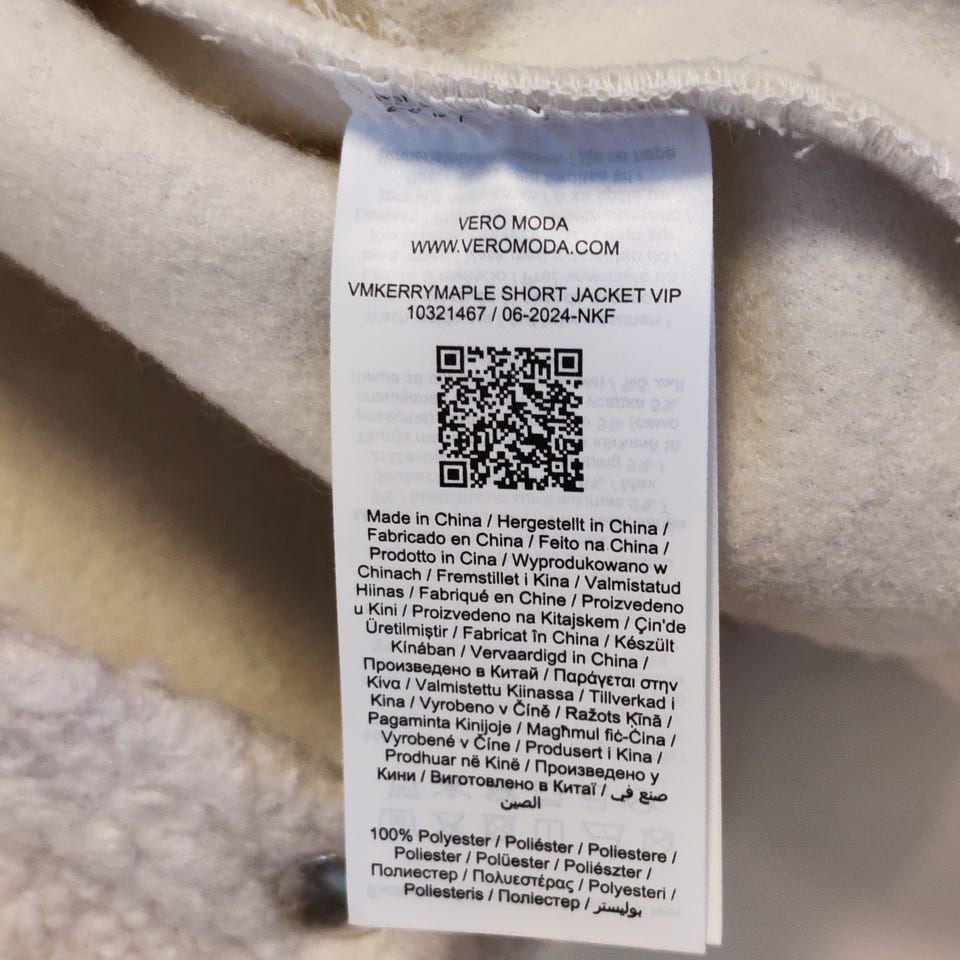 VERO MODA
WWW.VEROMODA.COM
VMKERRYMAPLE SHORT JACKET VIP
10321467 / 06-2024-NKF
Made in China / Hergestellt in China /
Fabricado en China / Feito na China /
Prodotto in Cina / Wyprodukowano w
Chinach / Fremstillet i Kina / Valmistatud
Hiinas / Fabriqué en Chine / Proizvedeno
u Kini / Proizvedeno na Kitajskem / Çin'de
Üretilmiştir / Fabricat în China / Készült
Kínában / Vervaardigd in China /
Произведено в Китай / Παράγεται στην
Κίνα / Valmistettu Kiinassa / Tillverkad i
Kina / Vyrobeno v Číně / Ražots Ķīnā /
Pagaminta Kinijoje / Magħmul fiċ-Ċina /
Vyrobené v Číne / Produsert i Kina /
Prodhuar në Kinë / Произведено у
Кини / Виготовлено в Китаї / صنع في
الصين
100% Polyester / Poliéster / Poliestere /
Poliester / Polüester / Poliészter /
Полиестер / Πολυεστέρας / Polyesteri /
Poliesteris / Поліестер / بوليستر